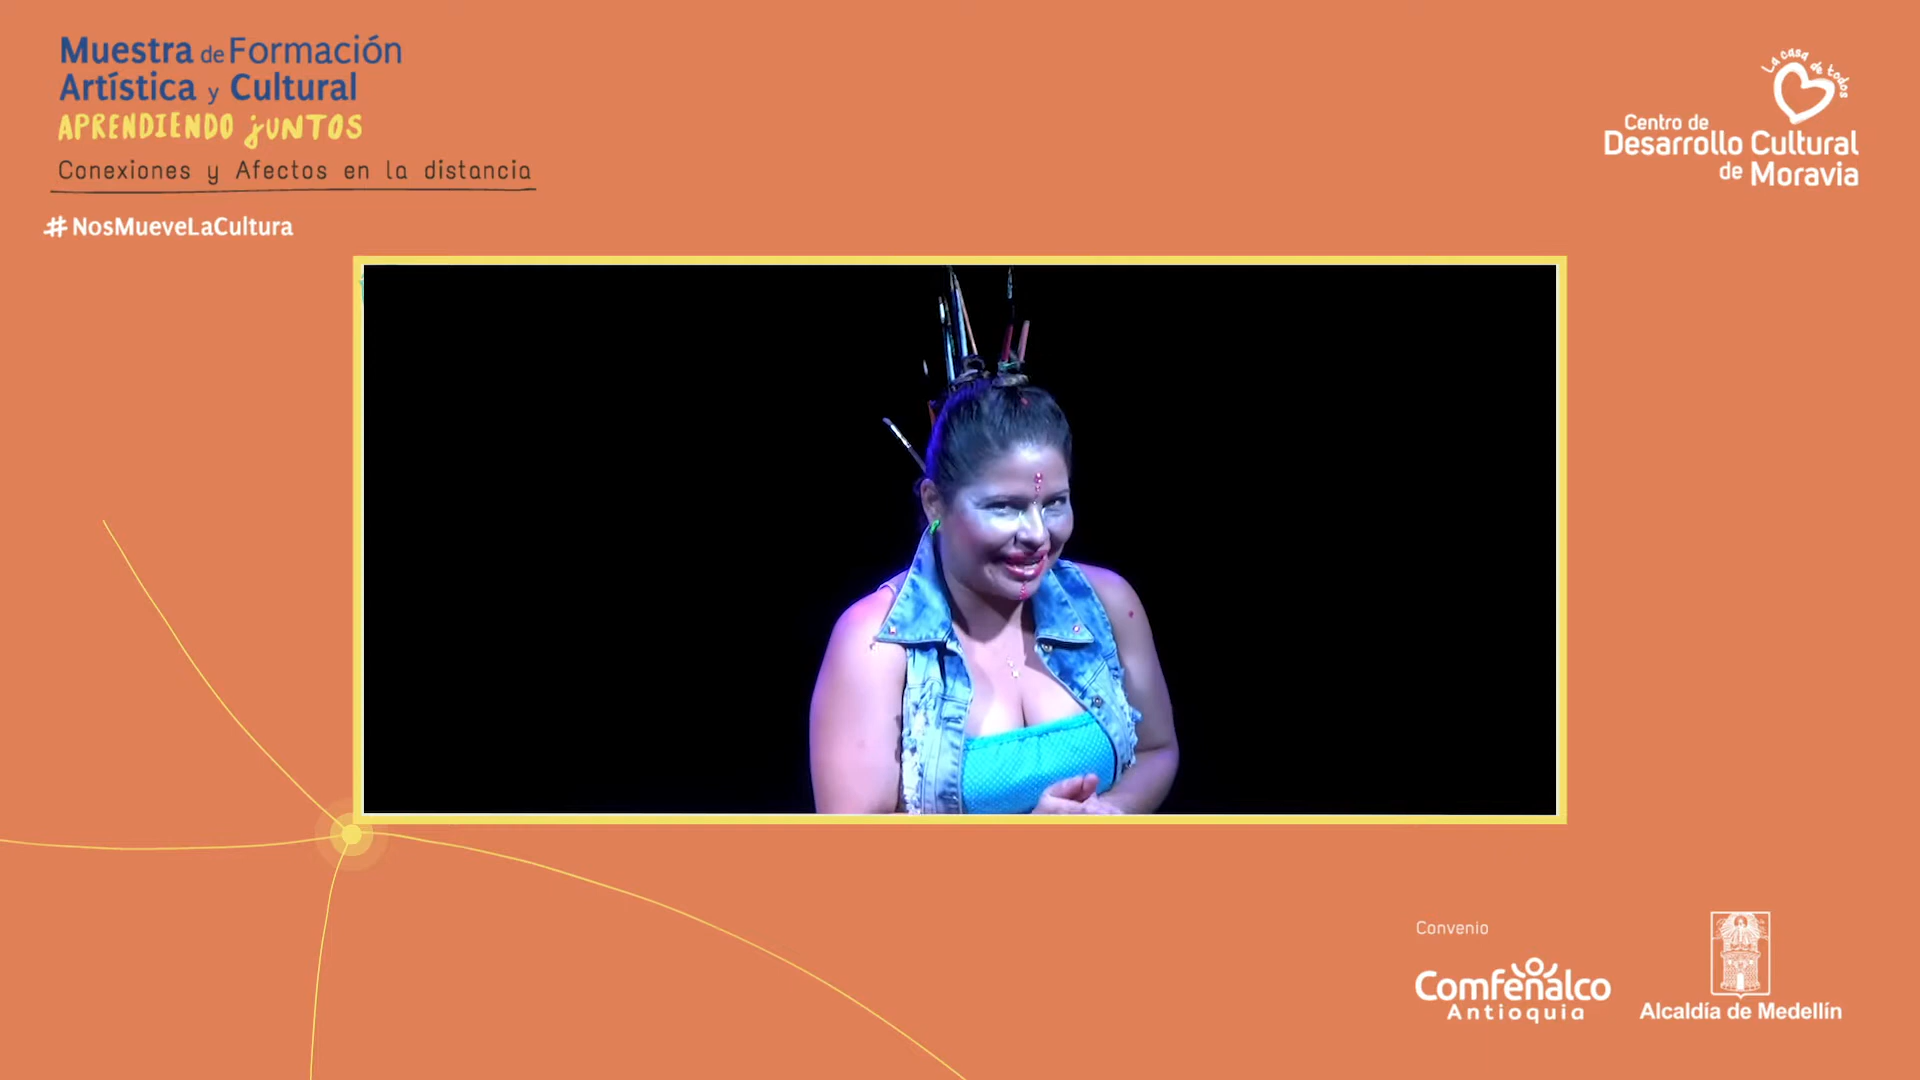 Muestra de Formación
Artística y Cultural
APRENDIENDO jUNTOS
Conexiones y Afectos en la distancia
#NosMueveLaCultura
La casa de todos
Centro de
Desarrollo Cultural
de Moravia
Convenio
Comfenalco
Antioquia
Alcaldía de Medellín